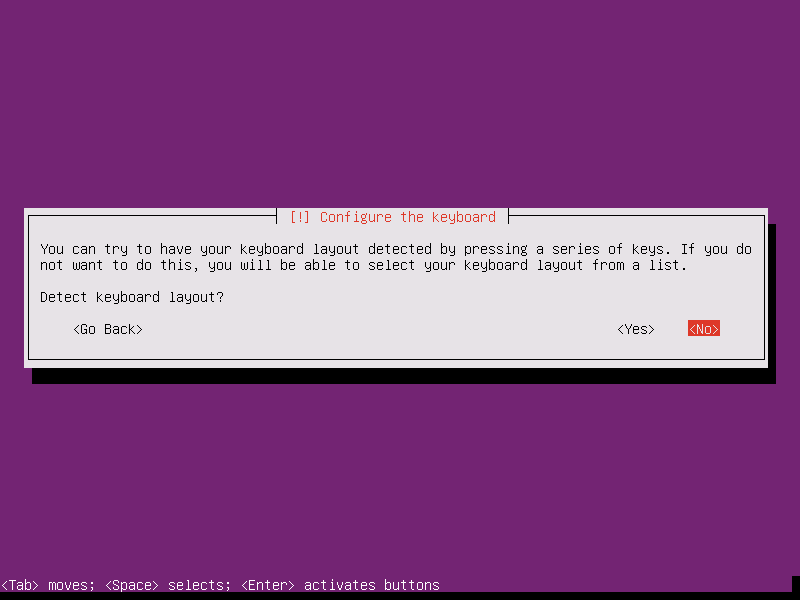 [!] Configure the keyboard
You can try to have your keyboard layout detected by pressing a series of keys. If you do
not want to do this, you will be able to select your keyboard layout from a list.
Detect keyboard layout?
<Go Back> <Yes> <No>
<Tab> moves; <Space> selects; <Enter> activates buttons